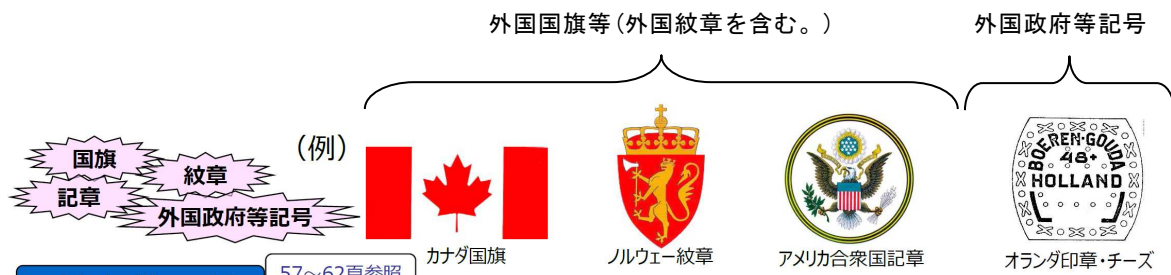 外国国旗等(外国紋章を含む。)
外国政府等記号
国旗
紋章
記章
外国政府等記号
(例)
カナダ国旗
ノルウェー紋章
アメリカ合衆国記章
BOEREN-GOUDA
48+
HOLLAND
オランダ印章・チーズ
57~62頁参照